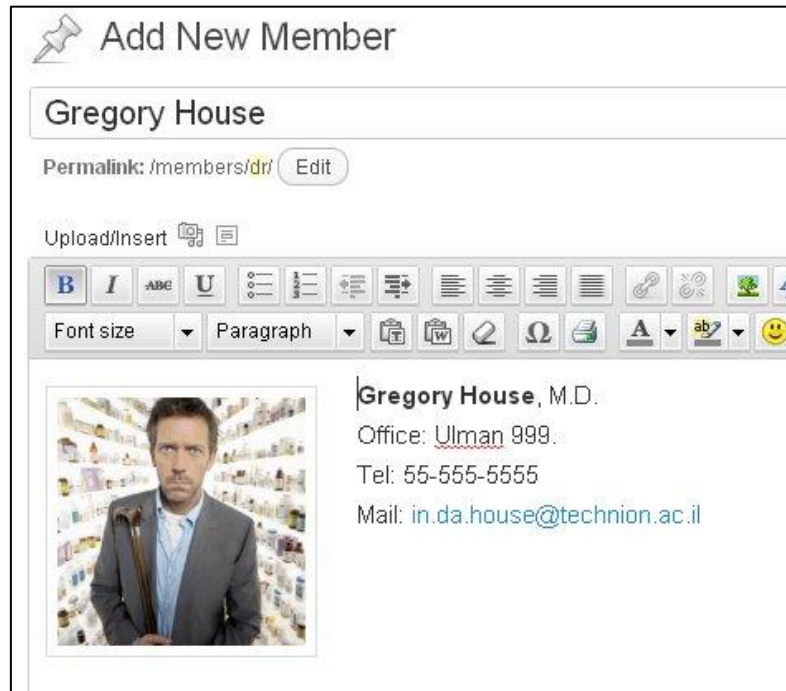 Add New Member
Gregory House
Permalink: /members/dr/ Edit
Upload/Insert
B I ABC U
Font size Paragraph T W Ω A ab
Gregory House, M.D.
Office: Ulman 999.
Tel: 55-555-5555
Mail: in.da.house@technion.ac.il